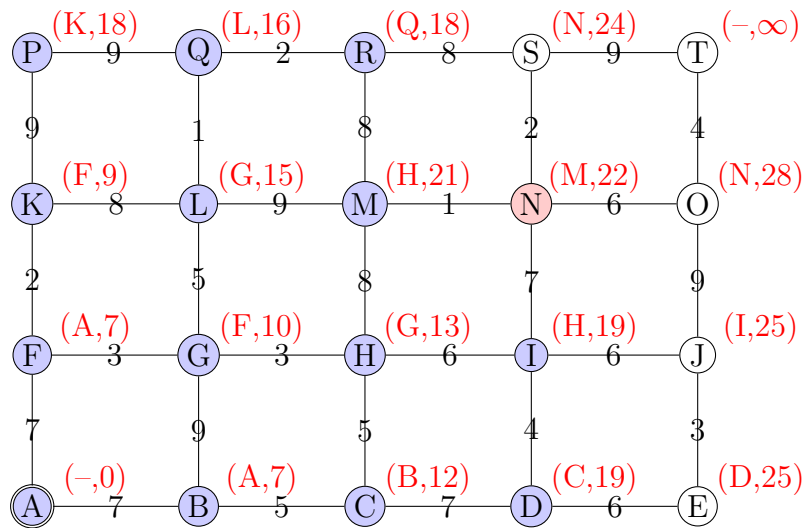 (K,18) (L,16) (Q,18) (N,24) (–,∞)
P 9 Q 2 R 8 S 9 T
9 1 8 2 4
(F,9) (G,15) (H,21) (M,22) (N,28)
K 8 L 9 M 1 N 6 O
2 5 8 7 9
(A,7) (F,10) (G,13) (H,19) (I,25)
F 3 G 3 H 6 I 6 J
7 9 5 4 3
(–,0) (A,7) (B,12) (C,19) (D,25)
A 7 B 5 C 7 D 6 E